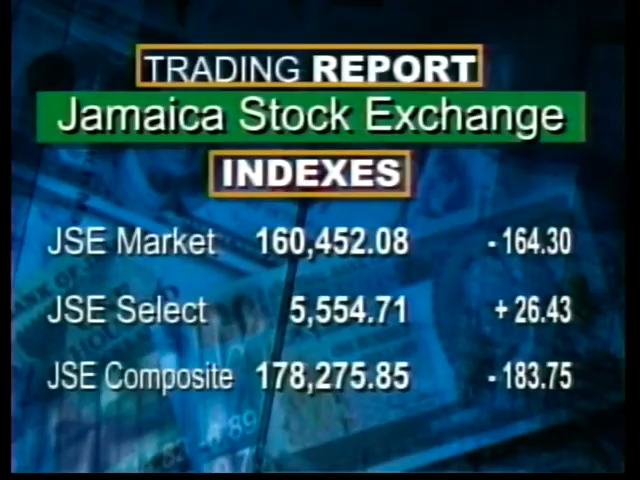 TRADING REPORT
Jamaica Stock Exchange
INDEXES
JSE Market 160,452.08 - 164.30
JSE Select 5,554.71 + 26.43
JSE Composite 178,275.85 - 183.75